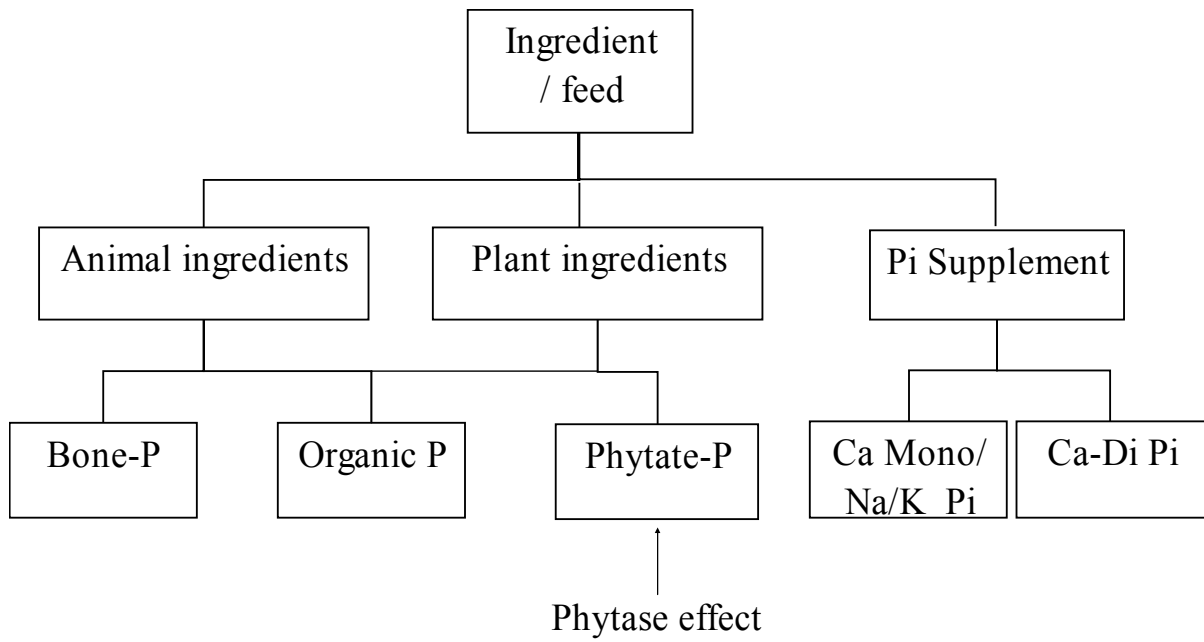 Ingredient
/ feed
Animal ingredients
Plant ingredients
Pi Supplement
Bone-P
Organic P
Phytate-P
Ca Mono/
Na/K Pi
Ca-Di Pi
Phytase effect